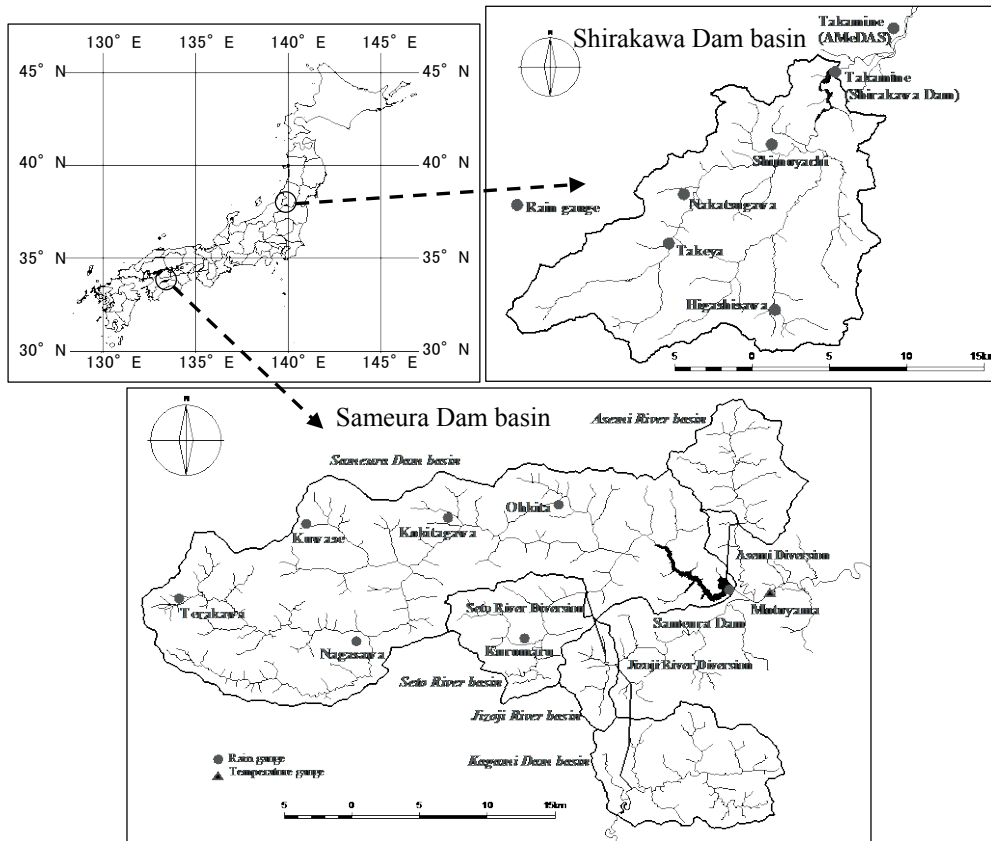 130° E 135° E 140° E 145° E
45° N 45° N
40° N 40° N
35° N 35° N
30° N 30° N
130° E 135° E 140° E 145° E
N
Shirakawa Dam basin
Takamine
(AMeDAS)
Takamine
(Shirakawa Dam)
Shimoyachi
Nakatsugawa
Rain gauge
Takeya
Higashisawa
5 0 5 10 15km
N
Sameura Dam basin
Asemi River basin
Sameura Dam basin
Ohkita
Kokitagawa
Kuwase
Asemi Diversion
Terakawa
Seto River Diversion
Motoyama
Sameura Dam
Nagasawa
Kuromaru
Jizoji River Diversion
Seto River basin
Jizoji River basin
Kagami Dam basin
Rain gauge
Temperature gauge
5 0 5 10 15km